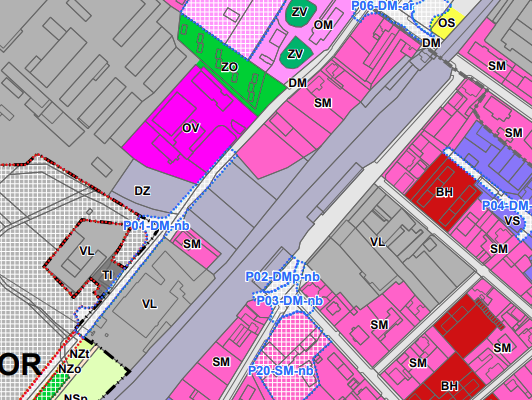 P06-DM-ar
ZV
OM
OS
ZV
DM
ZO
DM
SM
SM
SM
OV
BH
DZ
P04-DM-
VS
P01-DM-nb
VL
SM
VL
SM
TI
P02-DMp-nb
P03-DM-nb
VL
SM
OR
NZt
NZo
SM
SM
SM
P20-SM-nb
BH
NSp